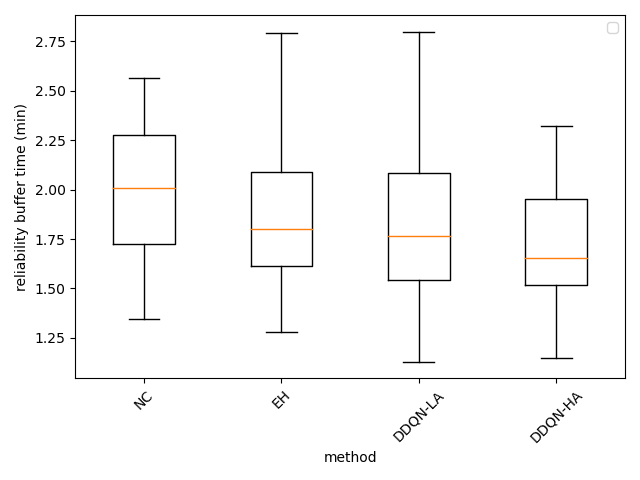 reliability buffer time (min)
2.75
2.50
2.25
2.00
1.75
1.50
1.25
NC
EH
DDQN-LA
DDQN-HA
method